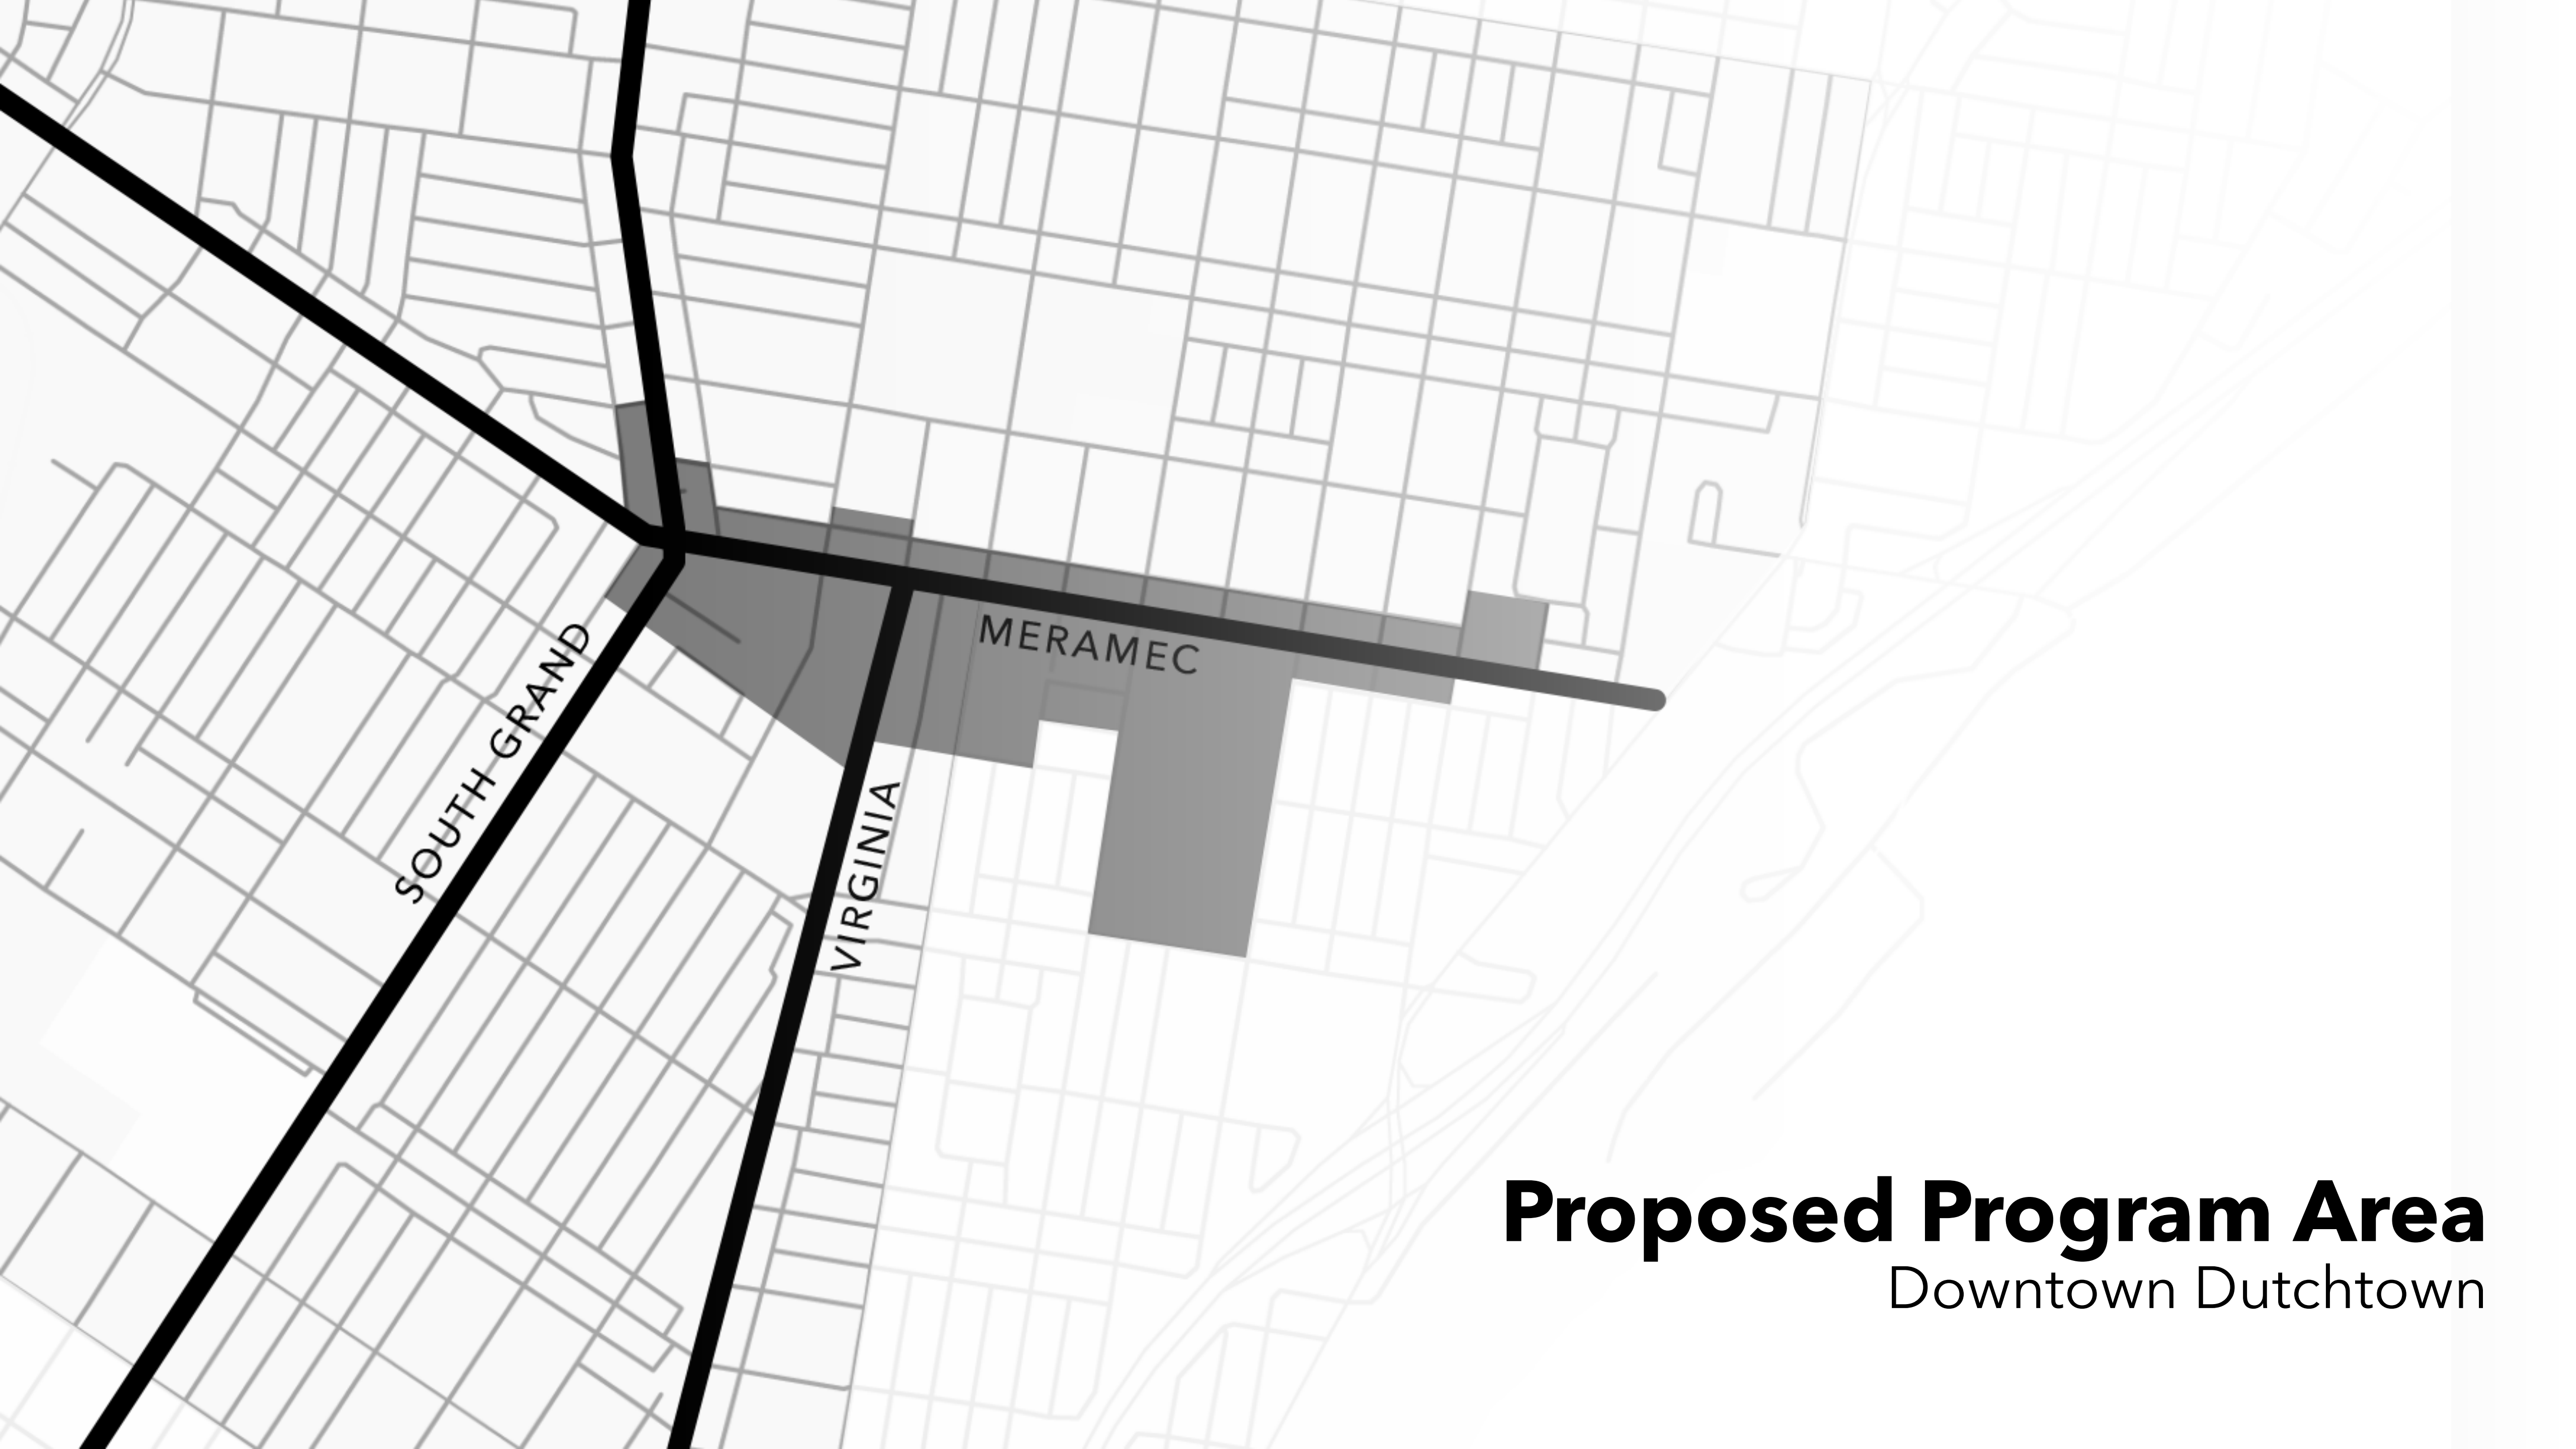 MERAMEC
SOUTH GRAND
VIRGINIA
Proposed Program Area
Downtown Dutchtown